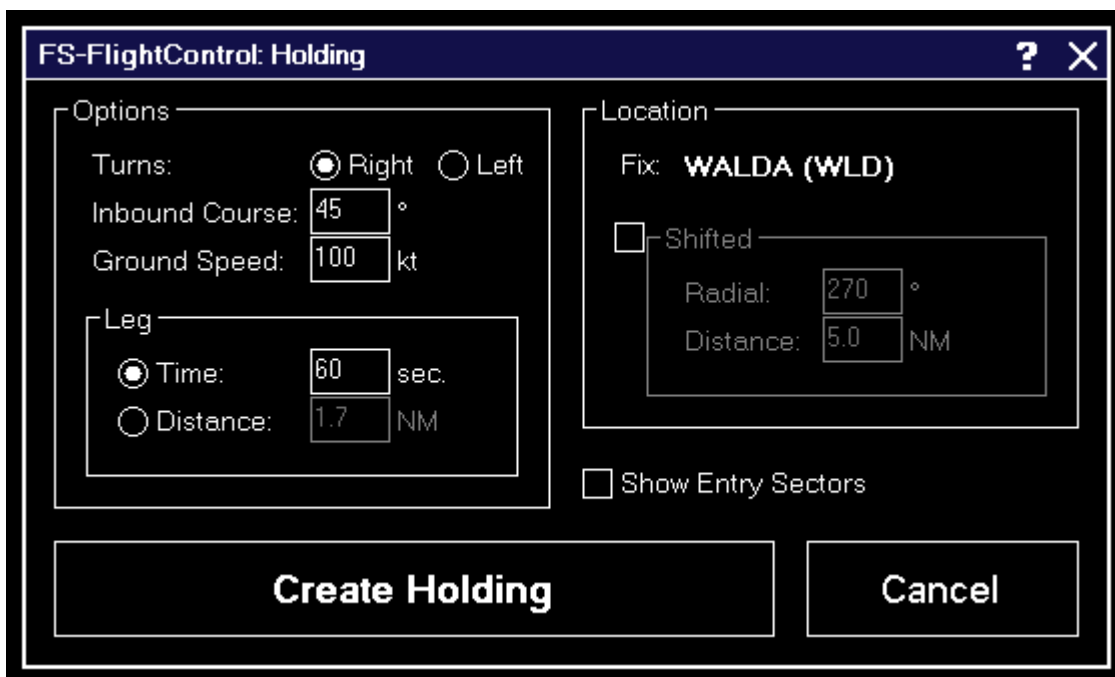 FS-FlightControl: Holding
?
Options
Turns: Right Left
Inbound Course: 45 °
Ground Speed: 100 kt
Leg
Time: 60 sec.
Distance: 1.7 NM
Location
Fix: WALDA (WLD)
Shifted
Radial: 270 °
Distance: 5.0 NM
Show Entry Sectors
Create Holding
Cancel